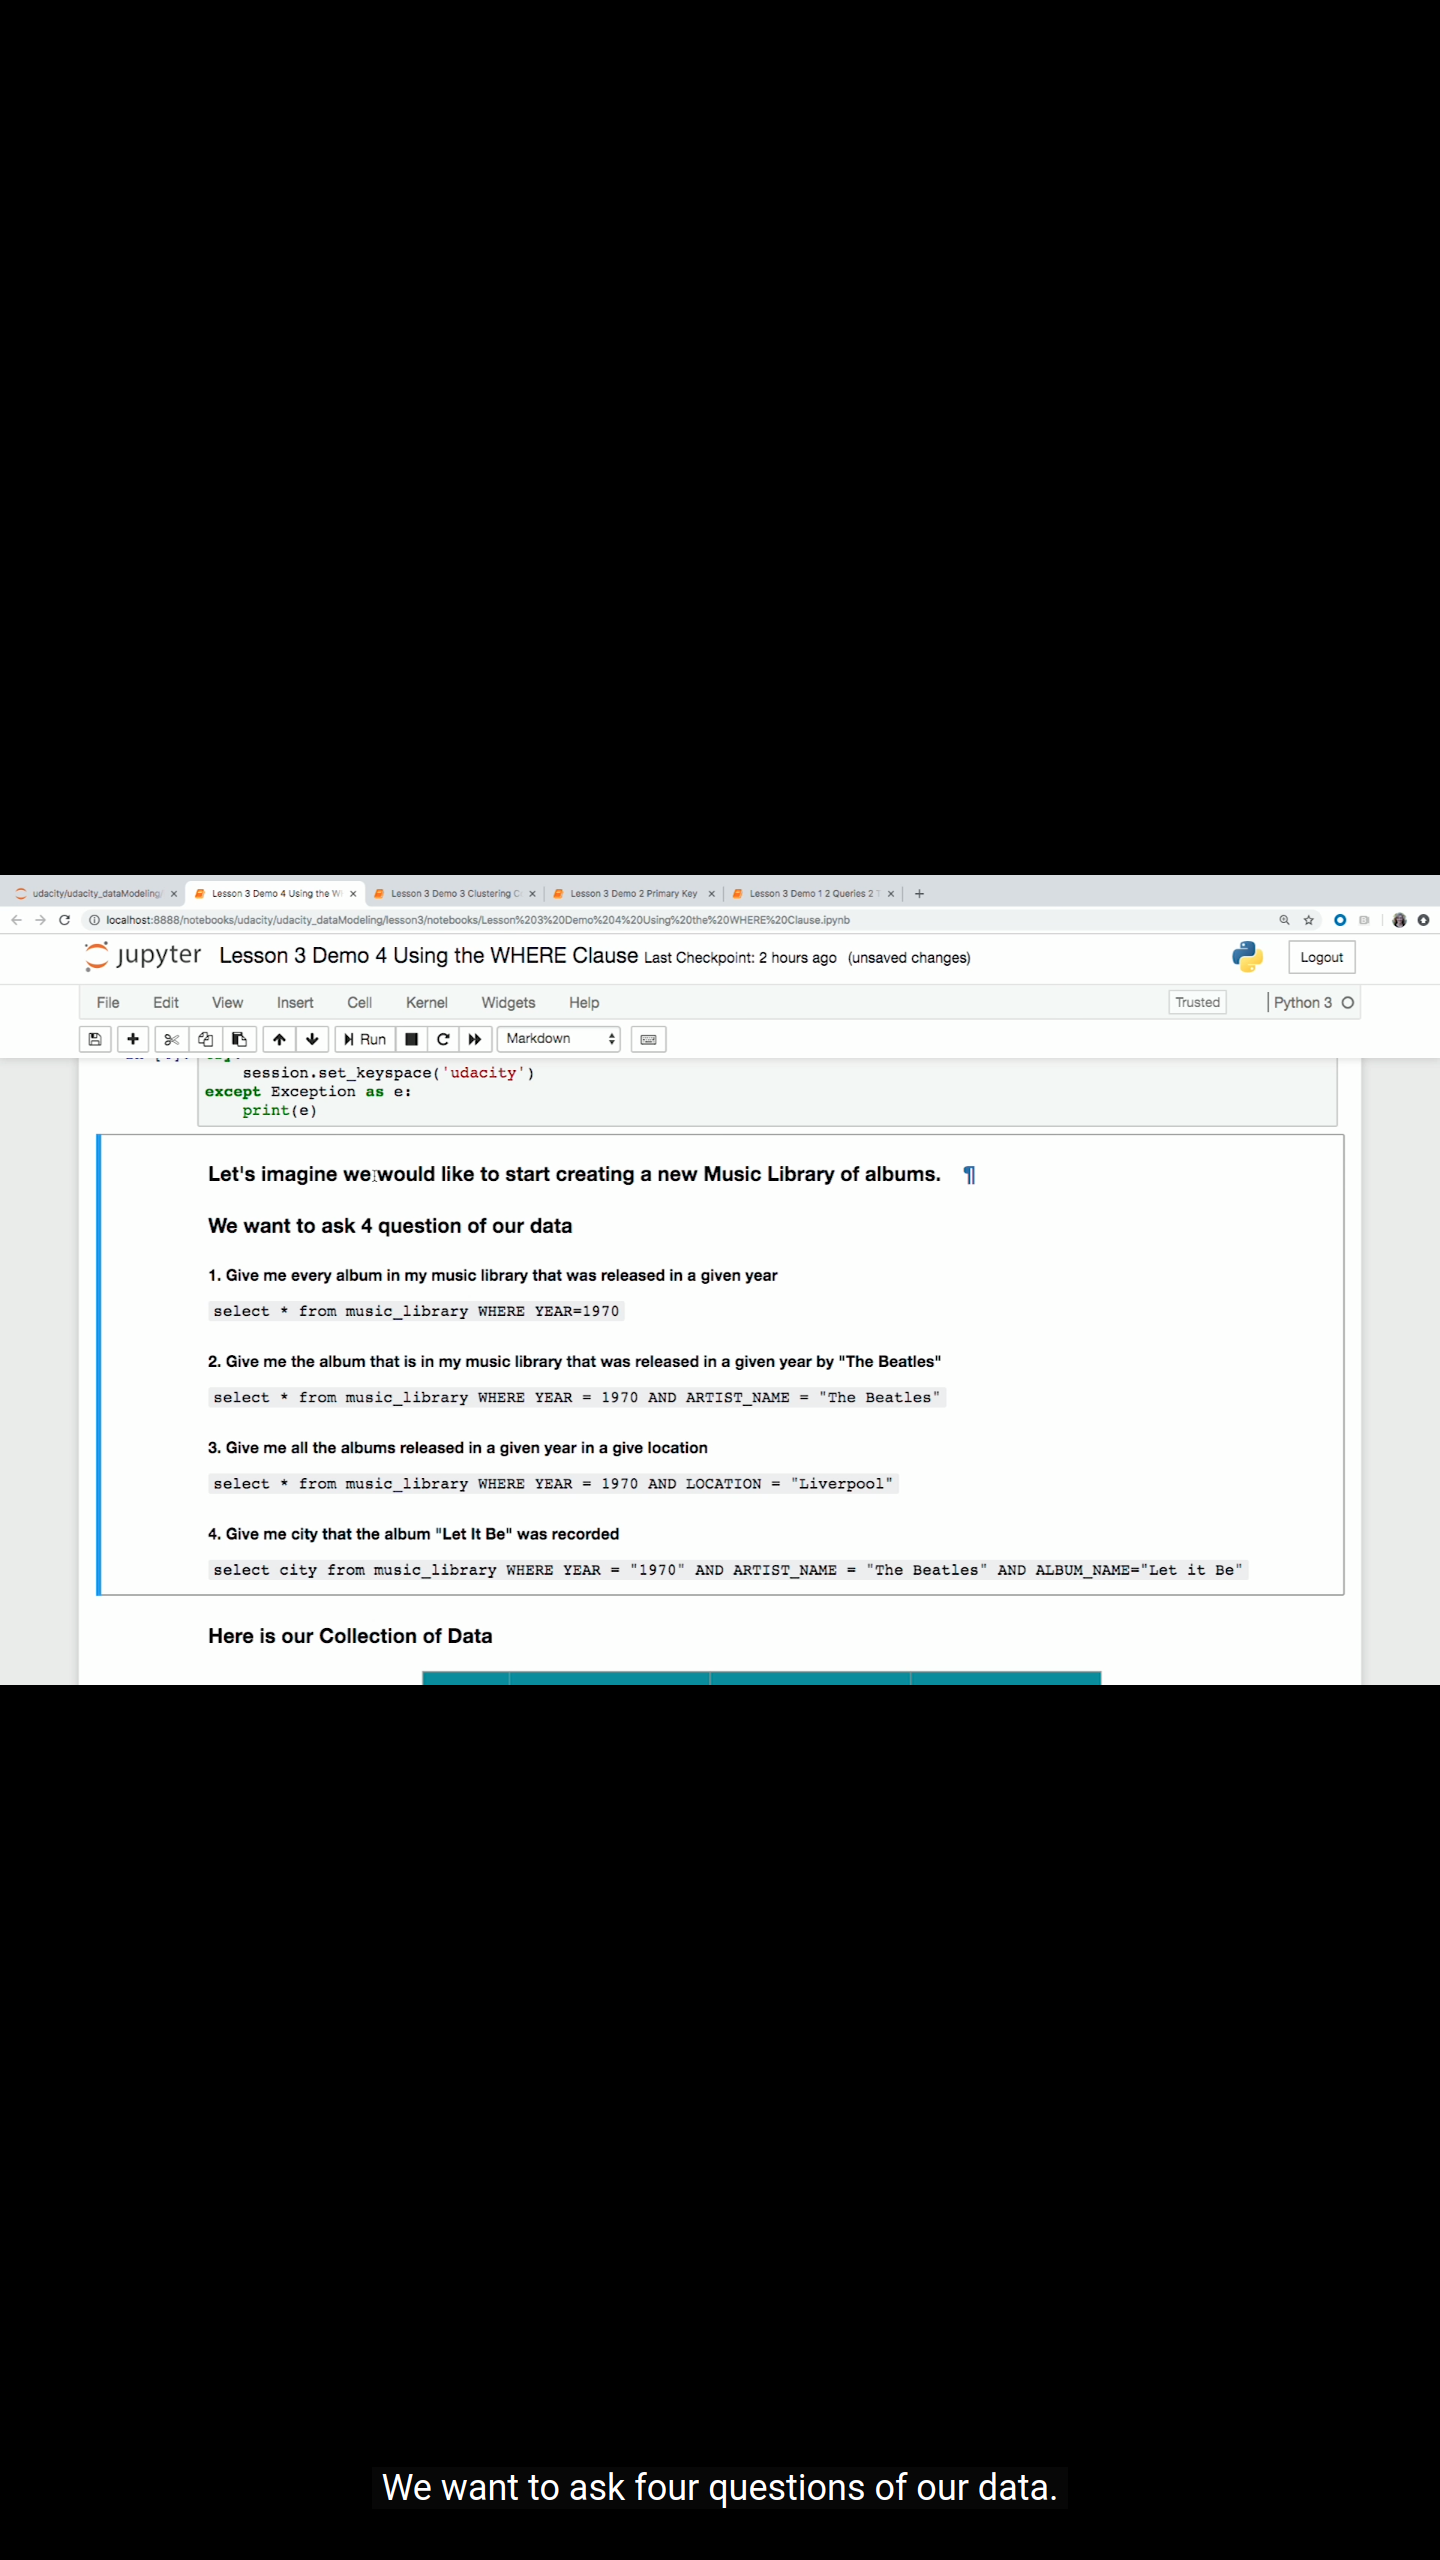 udacity/udacity_dataModeling/
Lesson 3 Demo 4 Using the W
Lesson 3 Demo 3 Clustering C
Lesson 3 Demo 2 Primary Key
Lesson 3 Demo 1 2 Queries 2 T
localhost:8888/notebooks/udacity/udacity_dataModeling/lesson3/notebooks/Lesson%203%20Demo%204%20Using%20the%20WHERE%20Clause.ipynb
jupyter Lesson 3 Demo 4 Using the WHERE Clause Last Checkpoint: 2 hours ago (unsaved changes)
Logout
File Edit View Insert Cell Kernel Widgets Help
Trusted
Python 3
Run
Markdown
session.set_keyspace('udacity')
except Exception as e:
print(e)
Let's imagine we would like to start creating a new Music Library of albums. ¶
We want to ask 4 question of our data
1. Give me every album in my music library that was released in a given year
select * from music_library WHERE YEAR=1970
2. Give me the album that is in my music library that was released in a given year by "The Beatles"
select * from music_library WHERE YEAR = 1970 AND ARTIST_NAME = "The Beatles"
3. Give me all the albums released in a given year in a give location
select * from music_library WHERE YEAR = 1970 AND LOCATION = "Liverpool"
4. Give me city that the album "Let It Be" was recorded
select city from music_library WHERE YEAR = "1970" AND ARTIST_NAME = "The Beatles" AND ALBUM_NAME="Let it Be"
Here is our Collection of Data
We want to ask four questions of our data.